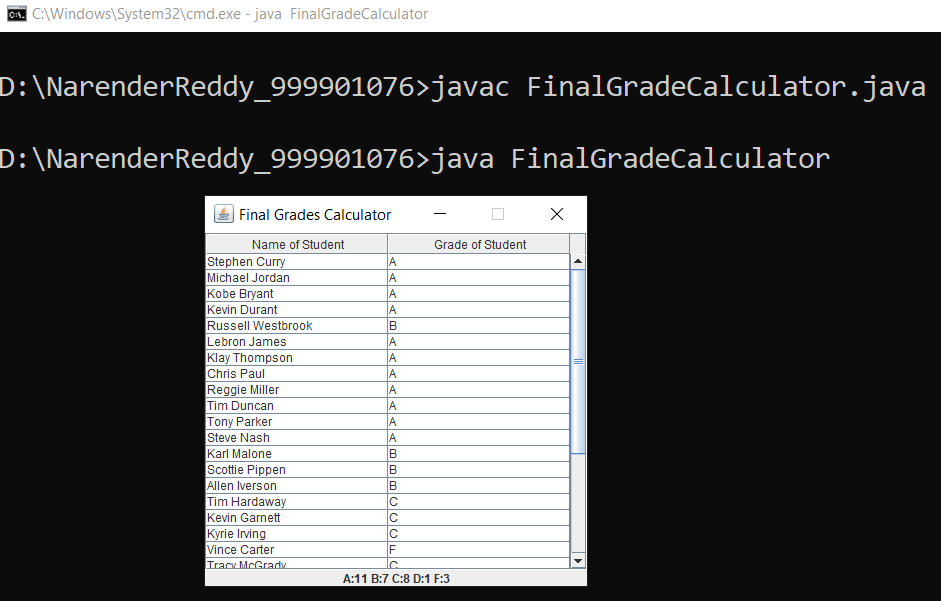 C:\Windows\System32\cmd.exe - java  FinalGradeCalculator
D:\NarenderReddy_999901076>javac FinalGradeCalculator.java
D:\NarenderReddy_999901076>java FinalGradeCalculator
Final Grades Calculator
Name of Student Grade of Student
Stephen Curry A
Michael Jordan A
Kobe Bryant A
Kevin Durant A
Russell Westbrook B
Lebron James A
Klay Thompson A
Chris Paul A
Reggie Miller A
Tim Duncan A
Tony Parker A
Steve Nash A
Karl Malone B
Scottie Pippen B
Allen Iverson B
Tim Hardaway C
Kevin Garnett C
Kyrie Irving C
Vince Carter F
Tracy McGrady C
A:11 B:7 C:8 D:1 F:3